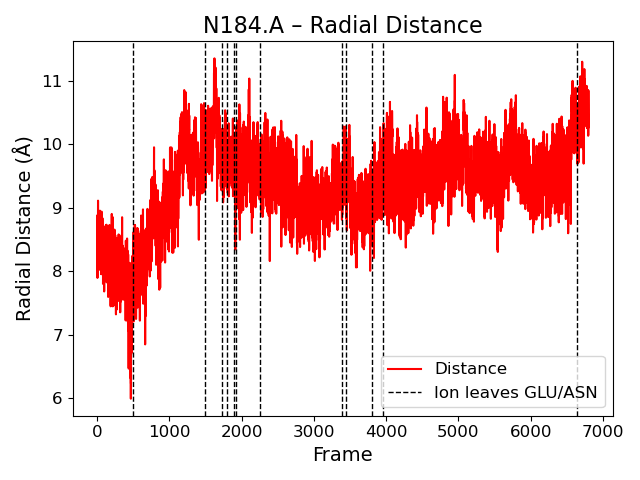 N184.A – Radial Distance
Radial Distance (Å)
11
10
9
8
7
6
0 1000 2000 3000 4000 5000 6000 7000
Frame
Distance
Ion leaves GLU/ASN